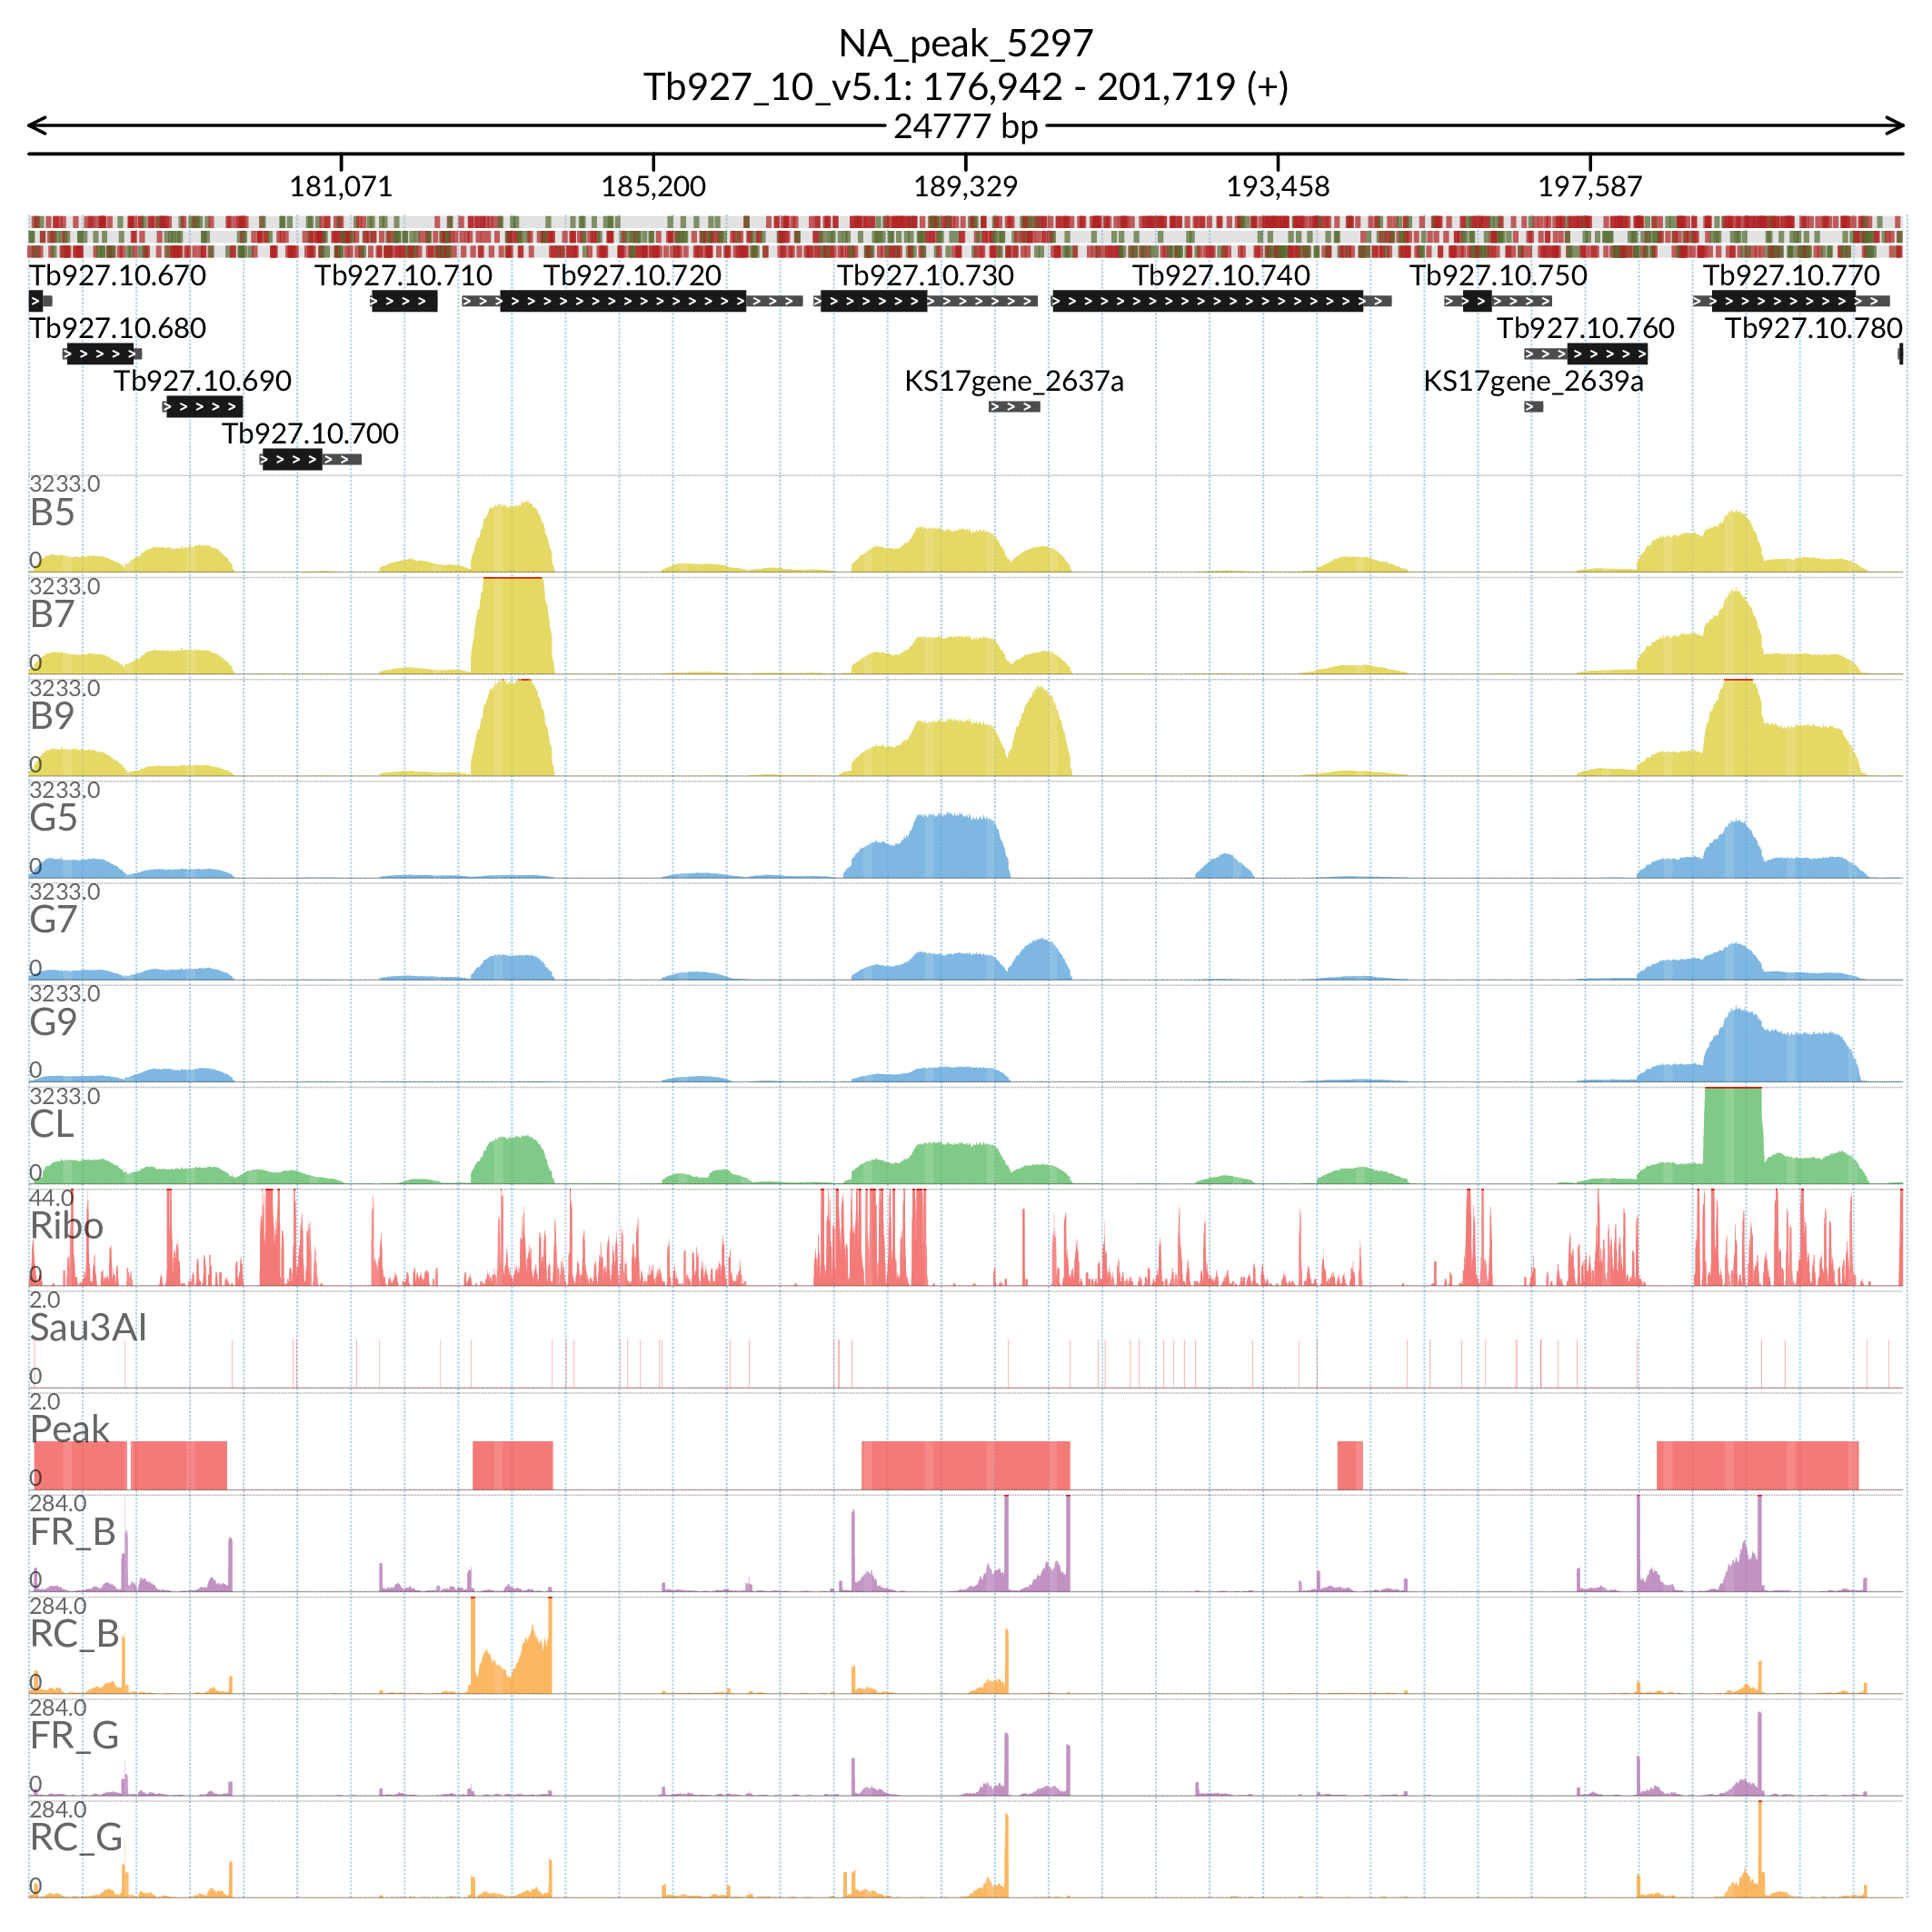 NA_peak_5297
Tb927_10_v5.1: 176,942 - 201,719 (+)
24777 bp
181,071 185,200 189,329 193,458 197,587
Tb927.10.670 Tb927.10.710 Tb927.10.720 Tb927.10.730 Tb927.10.740 Tb927.10.750 Tb927.10.770
Tb927.10.680 Tb927.10.760 Tb927.10.780
Tb927.10.690 KS17gene_2637a KS17gene_2639a
Tb927.10.700
3233.0
B5
0
3233.0
B7
0
3233.0
B9
0
3233.0
G5
0
3233.0
G7
0
3233.0
G9
0
3233.0
CL
0
44.0
Ribo
0
2.0
Sau3AI
0
2.0
Peak
0
284.0
FR_B
0
284.0
RC_B
0
284.0
FR_G
0
284.0
RC_G
0